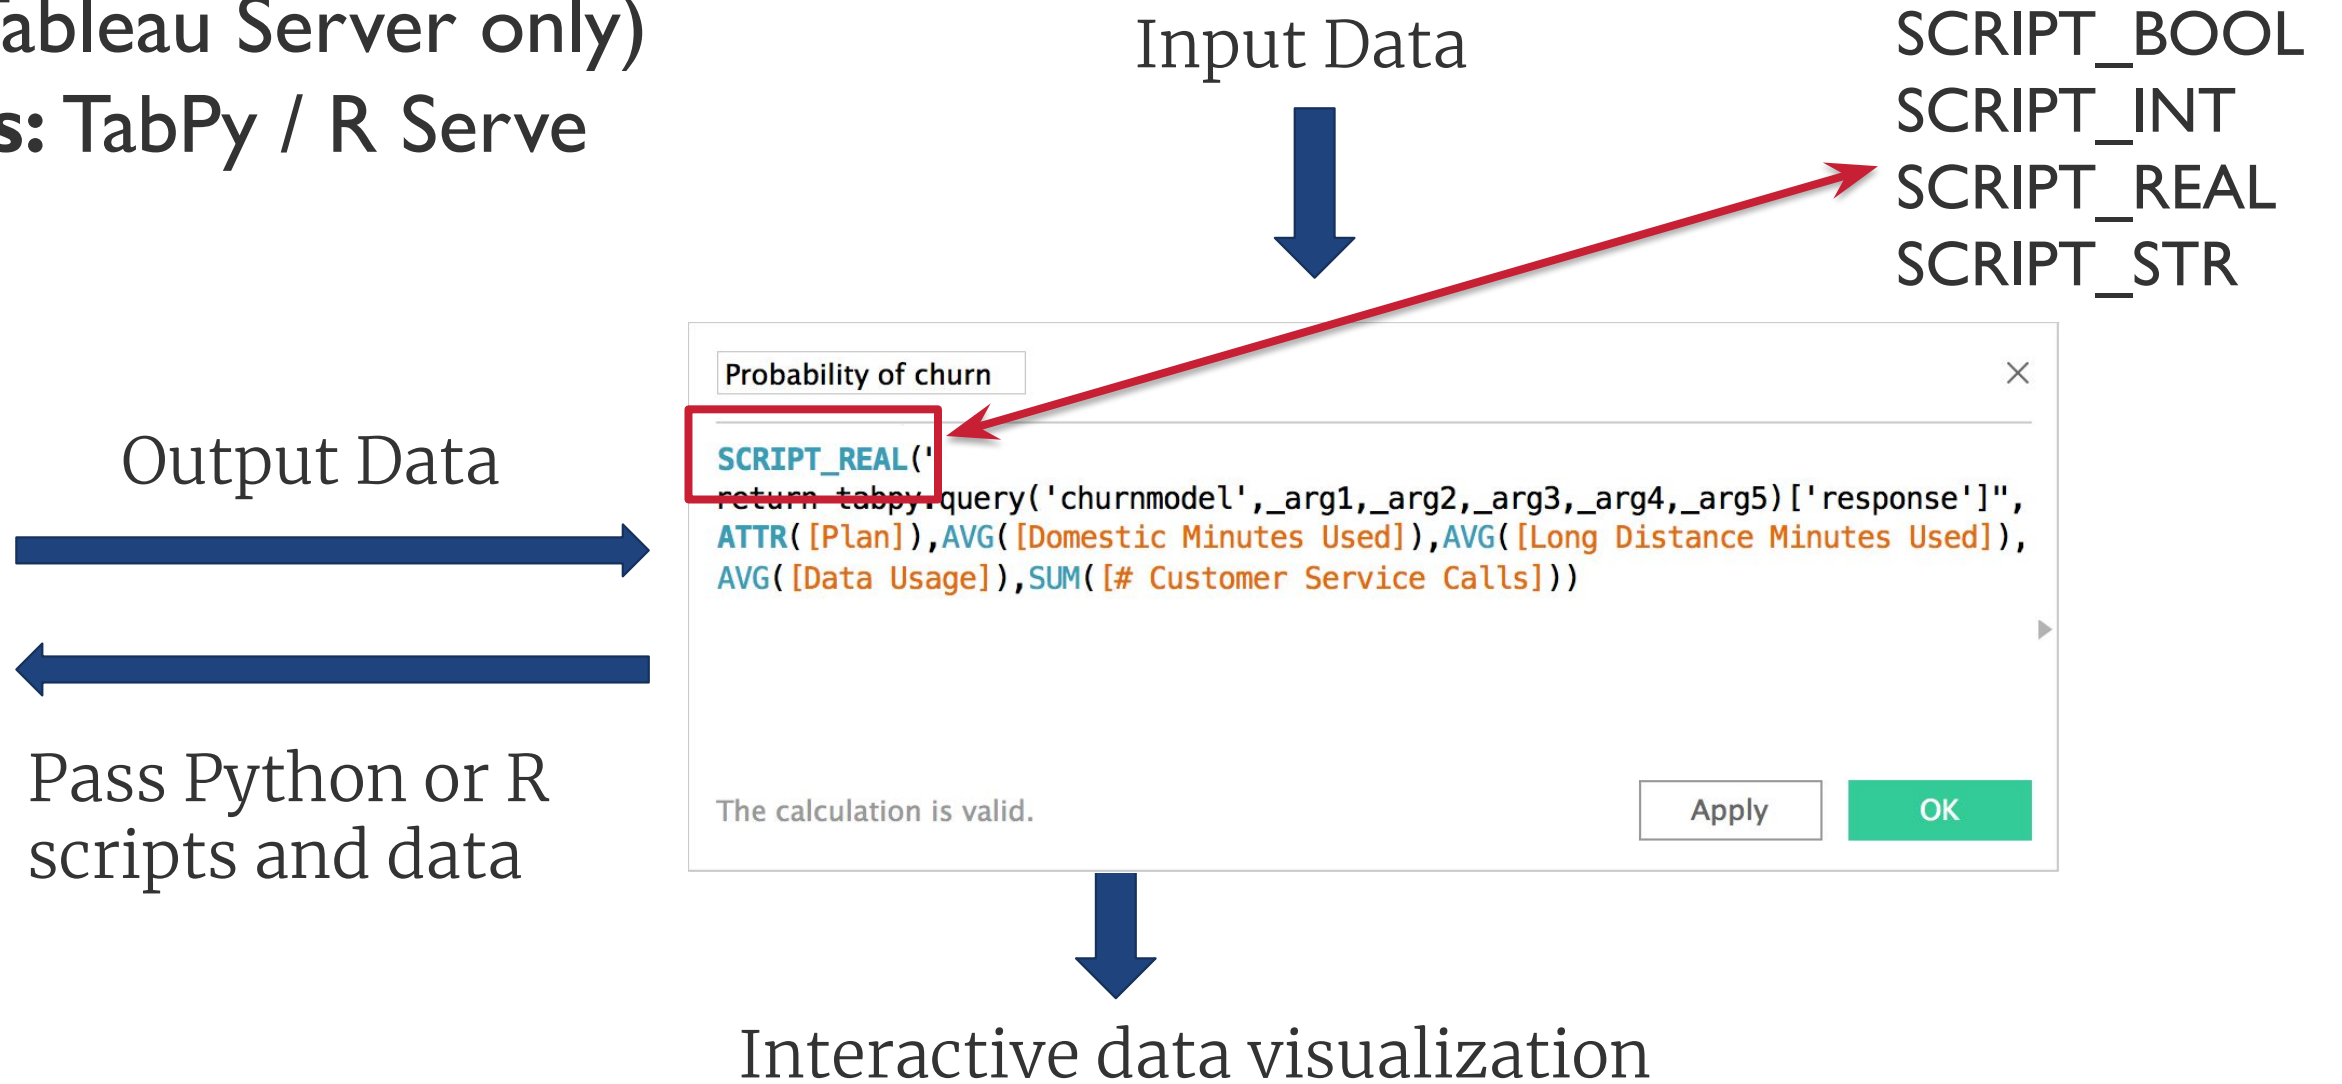 ableau Server only)
s: TabPy / R Serve
Input Data
SCRIPT_BOOL
SCRIPT_INT
SCRIPT_REAL
SCRIPT_STR
Probability of churn
SCRIPT_REAL('
return tabpy.query('churnmodel',_arg1,_arg2,_arg3,_arg4,_arg5)['response']",
ATTR([Plan]),AVG([Domestic Minutes Used]),AVG([Long Distance Minutes Used]),
AVG([Data Usage]),SUM([# Customer Service Calls]))
The calculation is valid.
Apply
OK
Output Data
Pass Python or R
scripts and data
Interactive data visualization